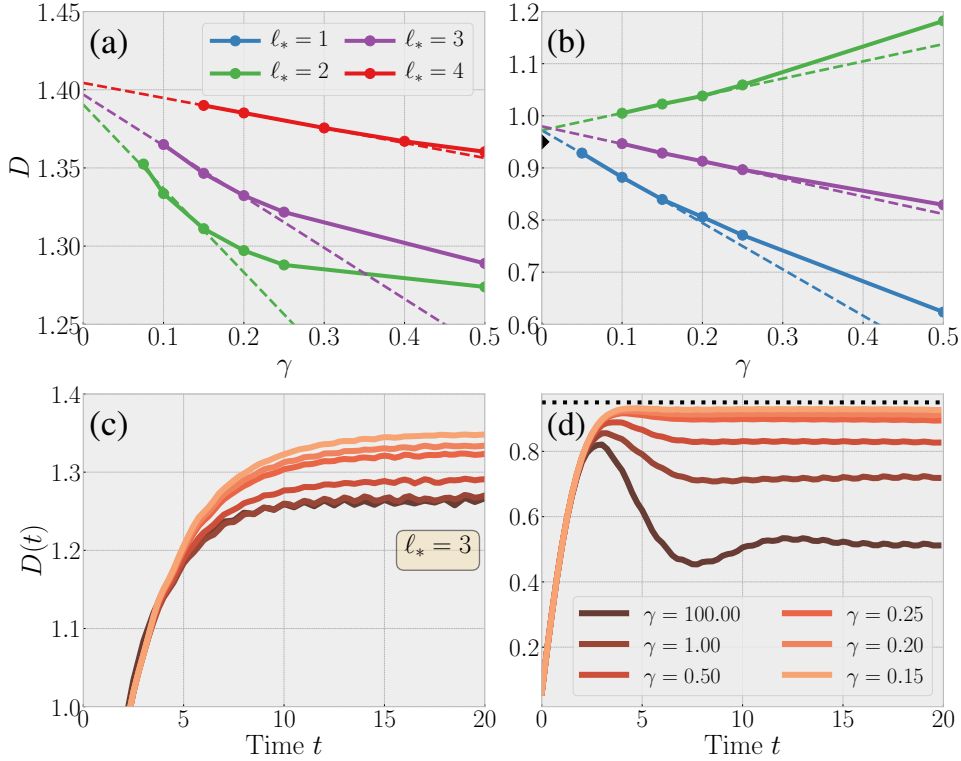 (a)
ℓ* = 1
ℓ* = 3
ℓ* = 2
ℓ* = 4
D
1.45
1.40
1.35
1.30
1.25
0 0.1 0.2 0.3 0.4 0.5
γ
(b)
1.2
1.1
1.0
0.9
0.8
0.7
0.6
0 0.1 0.2 0.3 0.4 0.5
γ
(c)
D(t)
1.4
1.3
1.2
1.1
1.0
ℓ* = 3
0 5 10 15 20
Time t
(d)
0.8
0.6
0.4
0.2
γ = 100.00
γ = 0.25
γ = 1.00
γ = 0.20
γ = 0.50
γ = 0.15
0 5 10 15 20
Time t